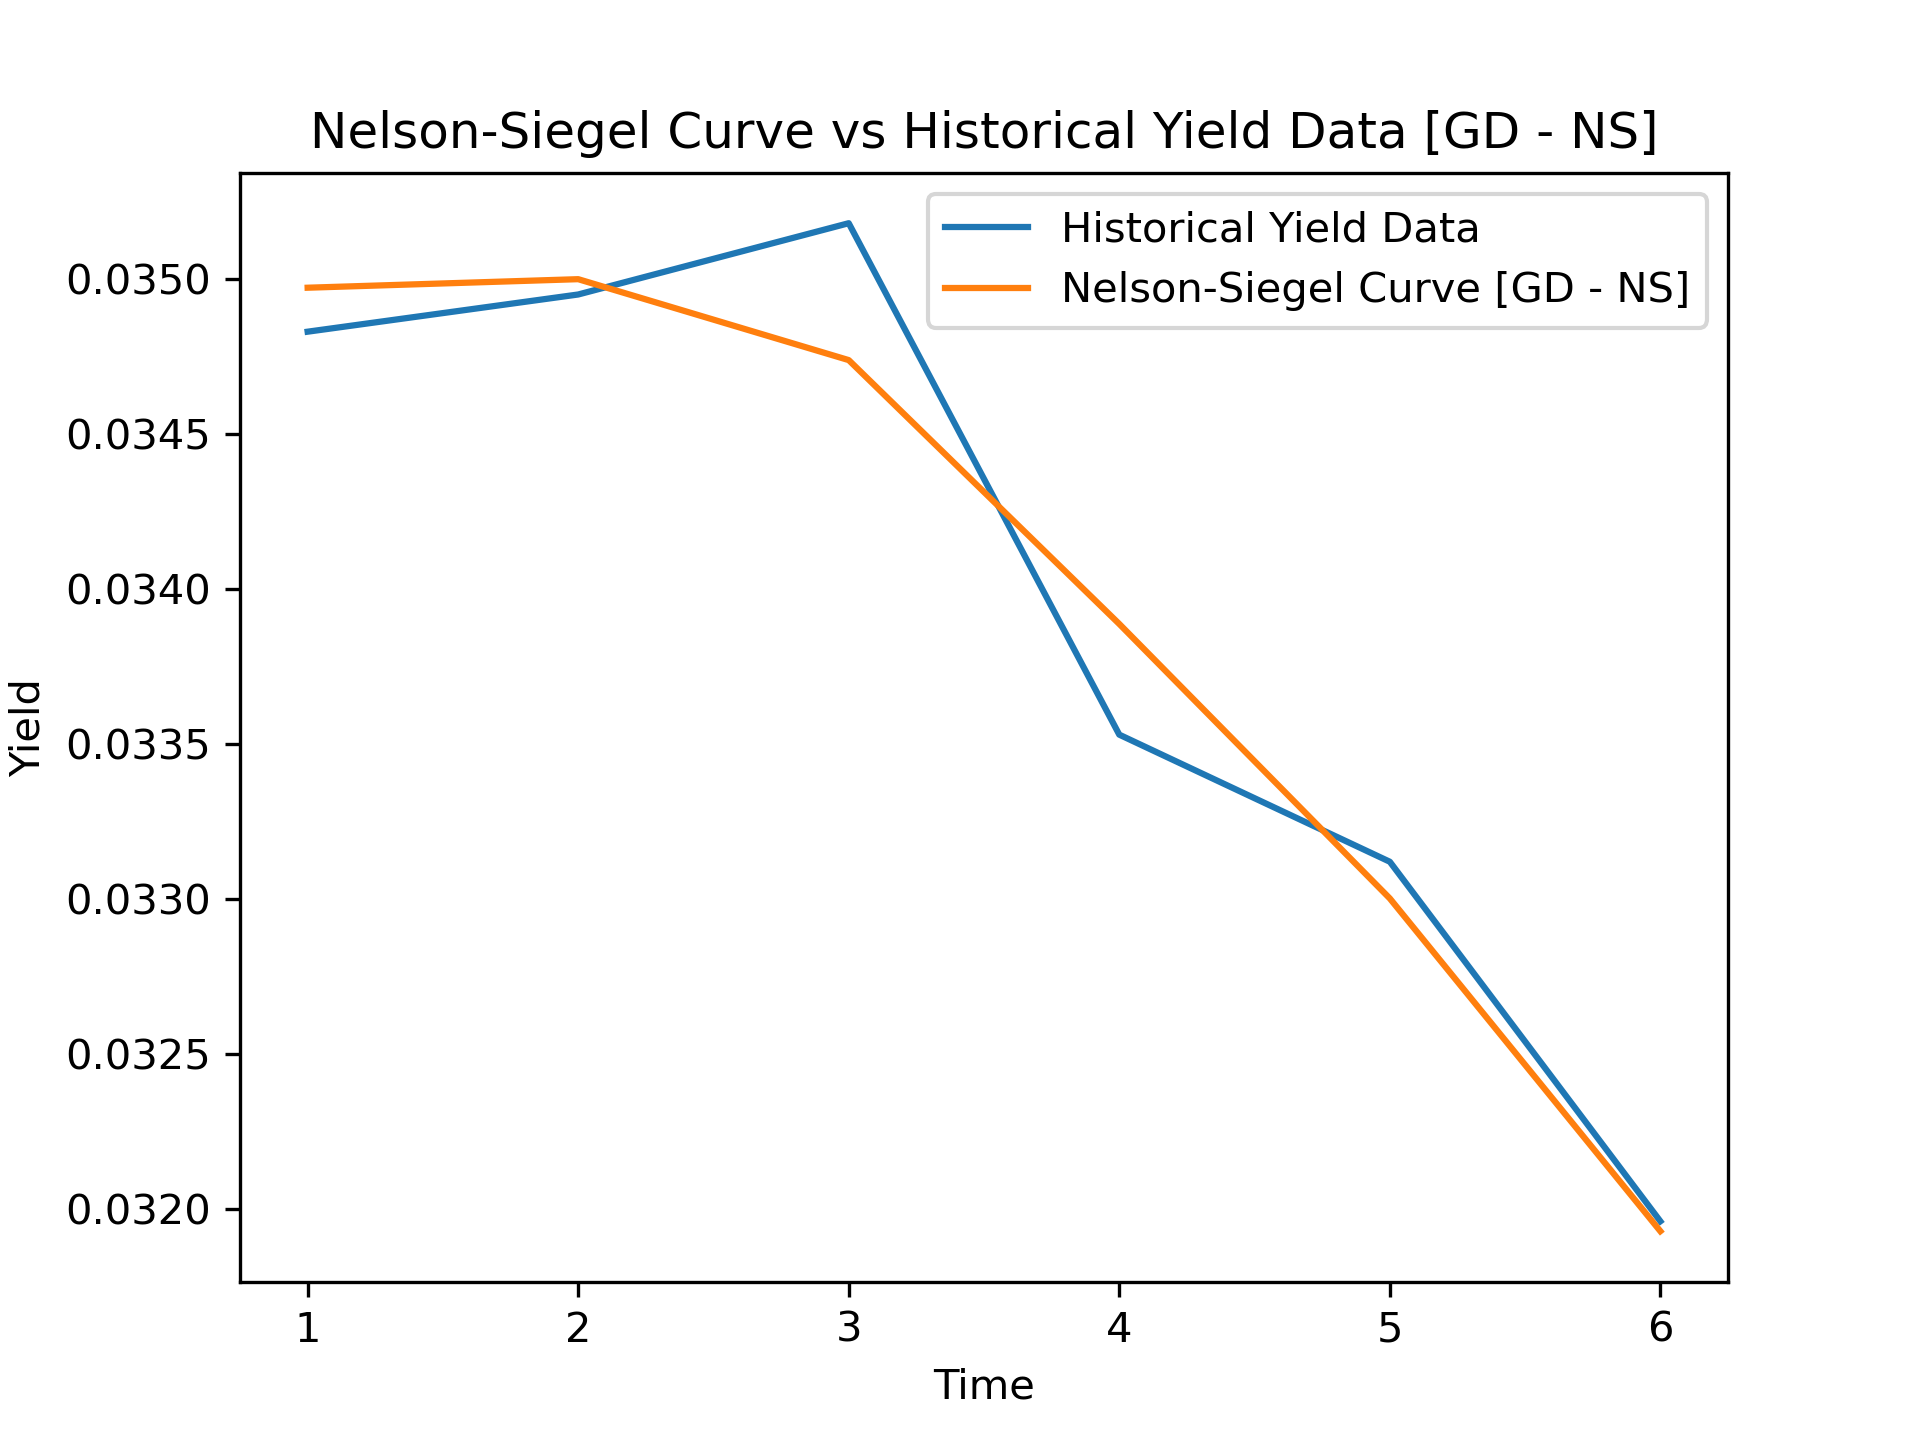 Nelson-Siegel Curve vs Historical Yield Data [GD - NS]
Historical Yield Data
Nelson-Siegel Curve [GD - NS]
0.0350
0.0345
0.0340
0.0335
0.0330
0.0325
0.0320
Yield
1 2 3 4 5 6
Time